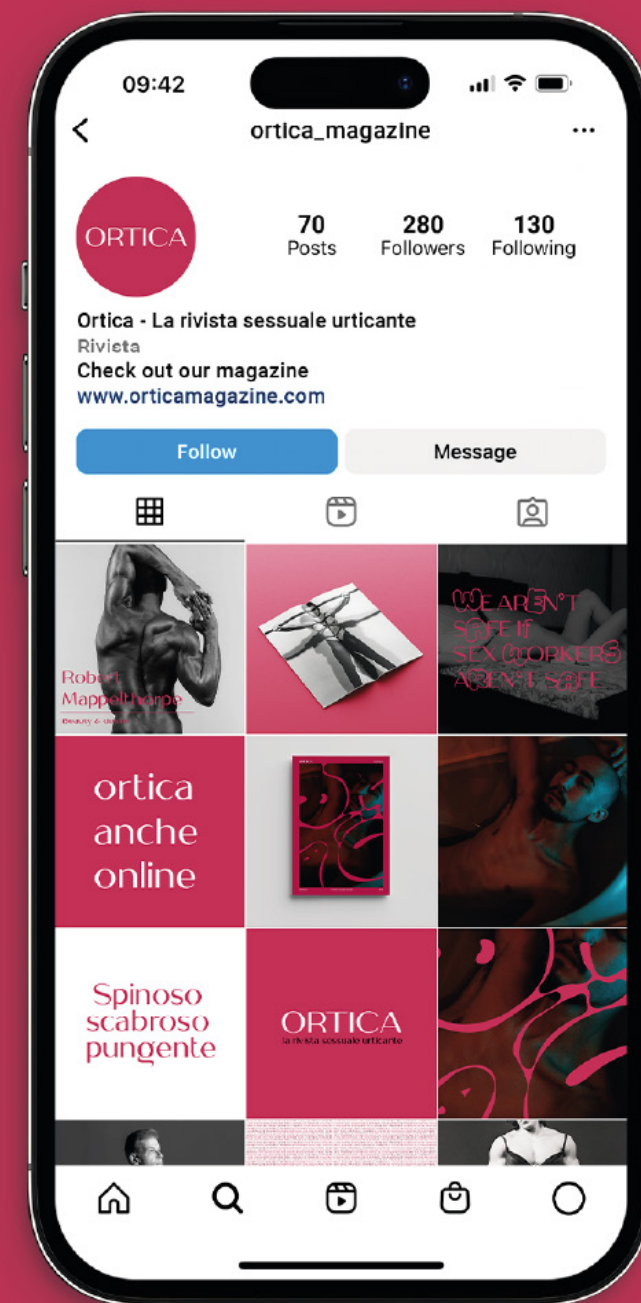 09:42
ortica_magazine
ORTICA
70
Posts
280
Followers
130
Following
Ortica - La rivista sessuale urticante
Rivista
Check out our magazine
www.orticamagazine.com
Follow
Message
Robert
Mappelthorpe
Beauty &
WE AREN'T
SAFE IF
SEX WORKERS
AREN'T SAFE
ortica
anche
online
Spinoso
scabroso
pungente
ORTICA
la rivista sessuale urticante